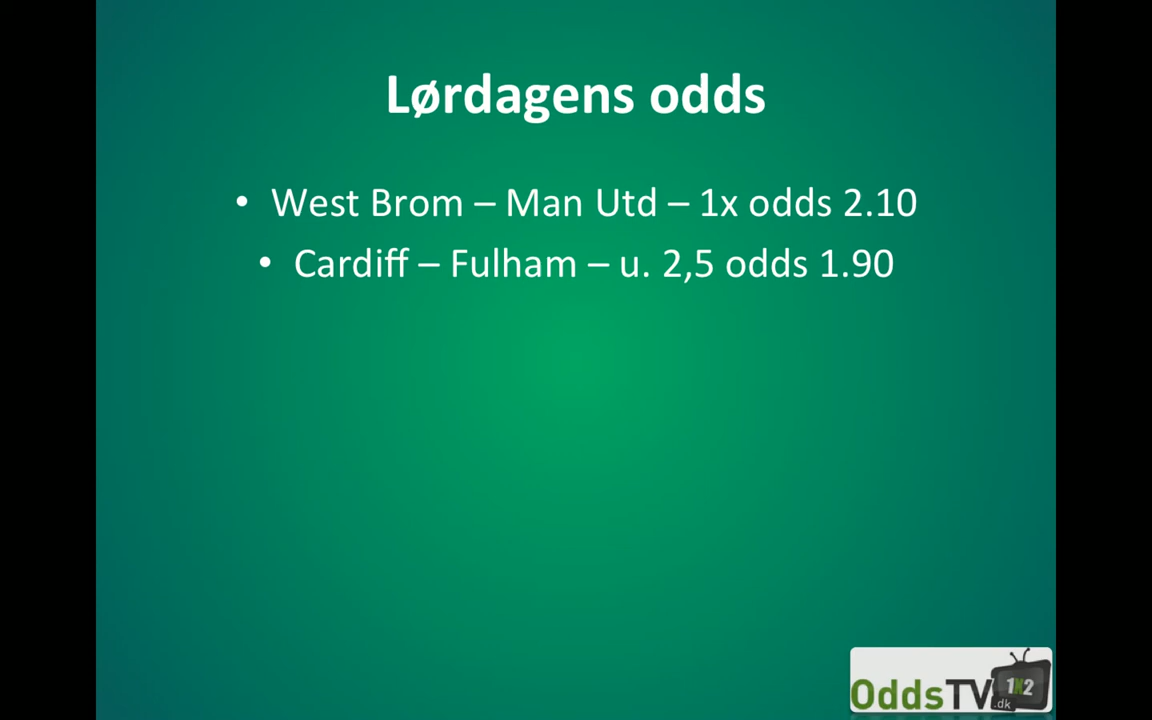 Lørdagens odds
• West Brom – Man Utd – 1x odds 2.10
• Cardiff – Fulham – u. 2,5 odds 1.90
OddsTV.dk 1X2